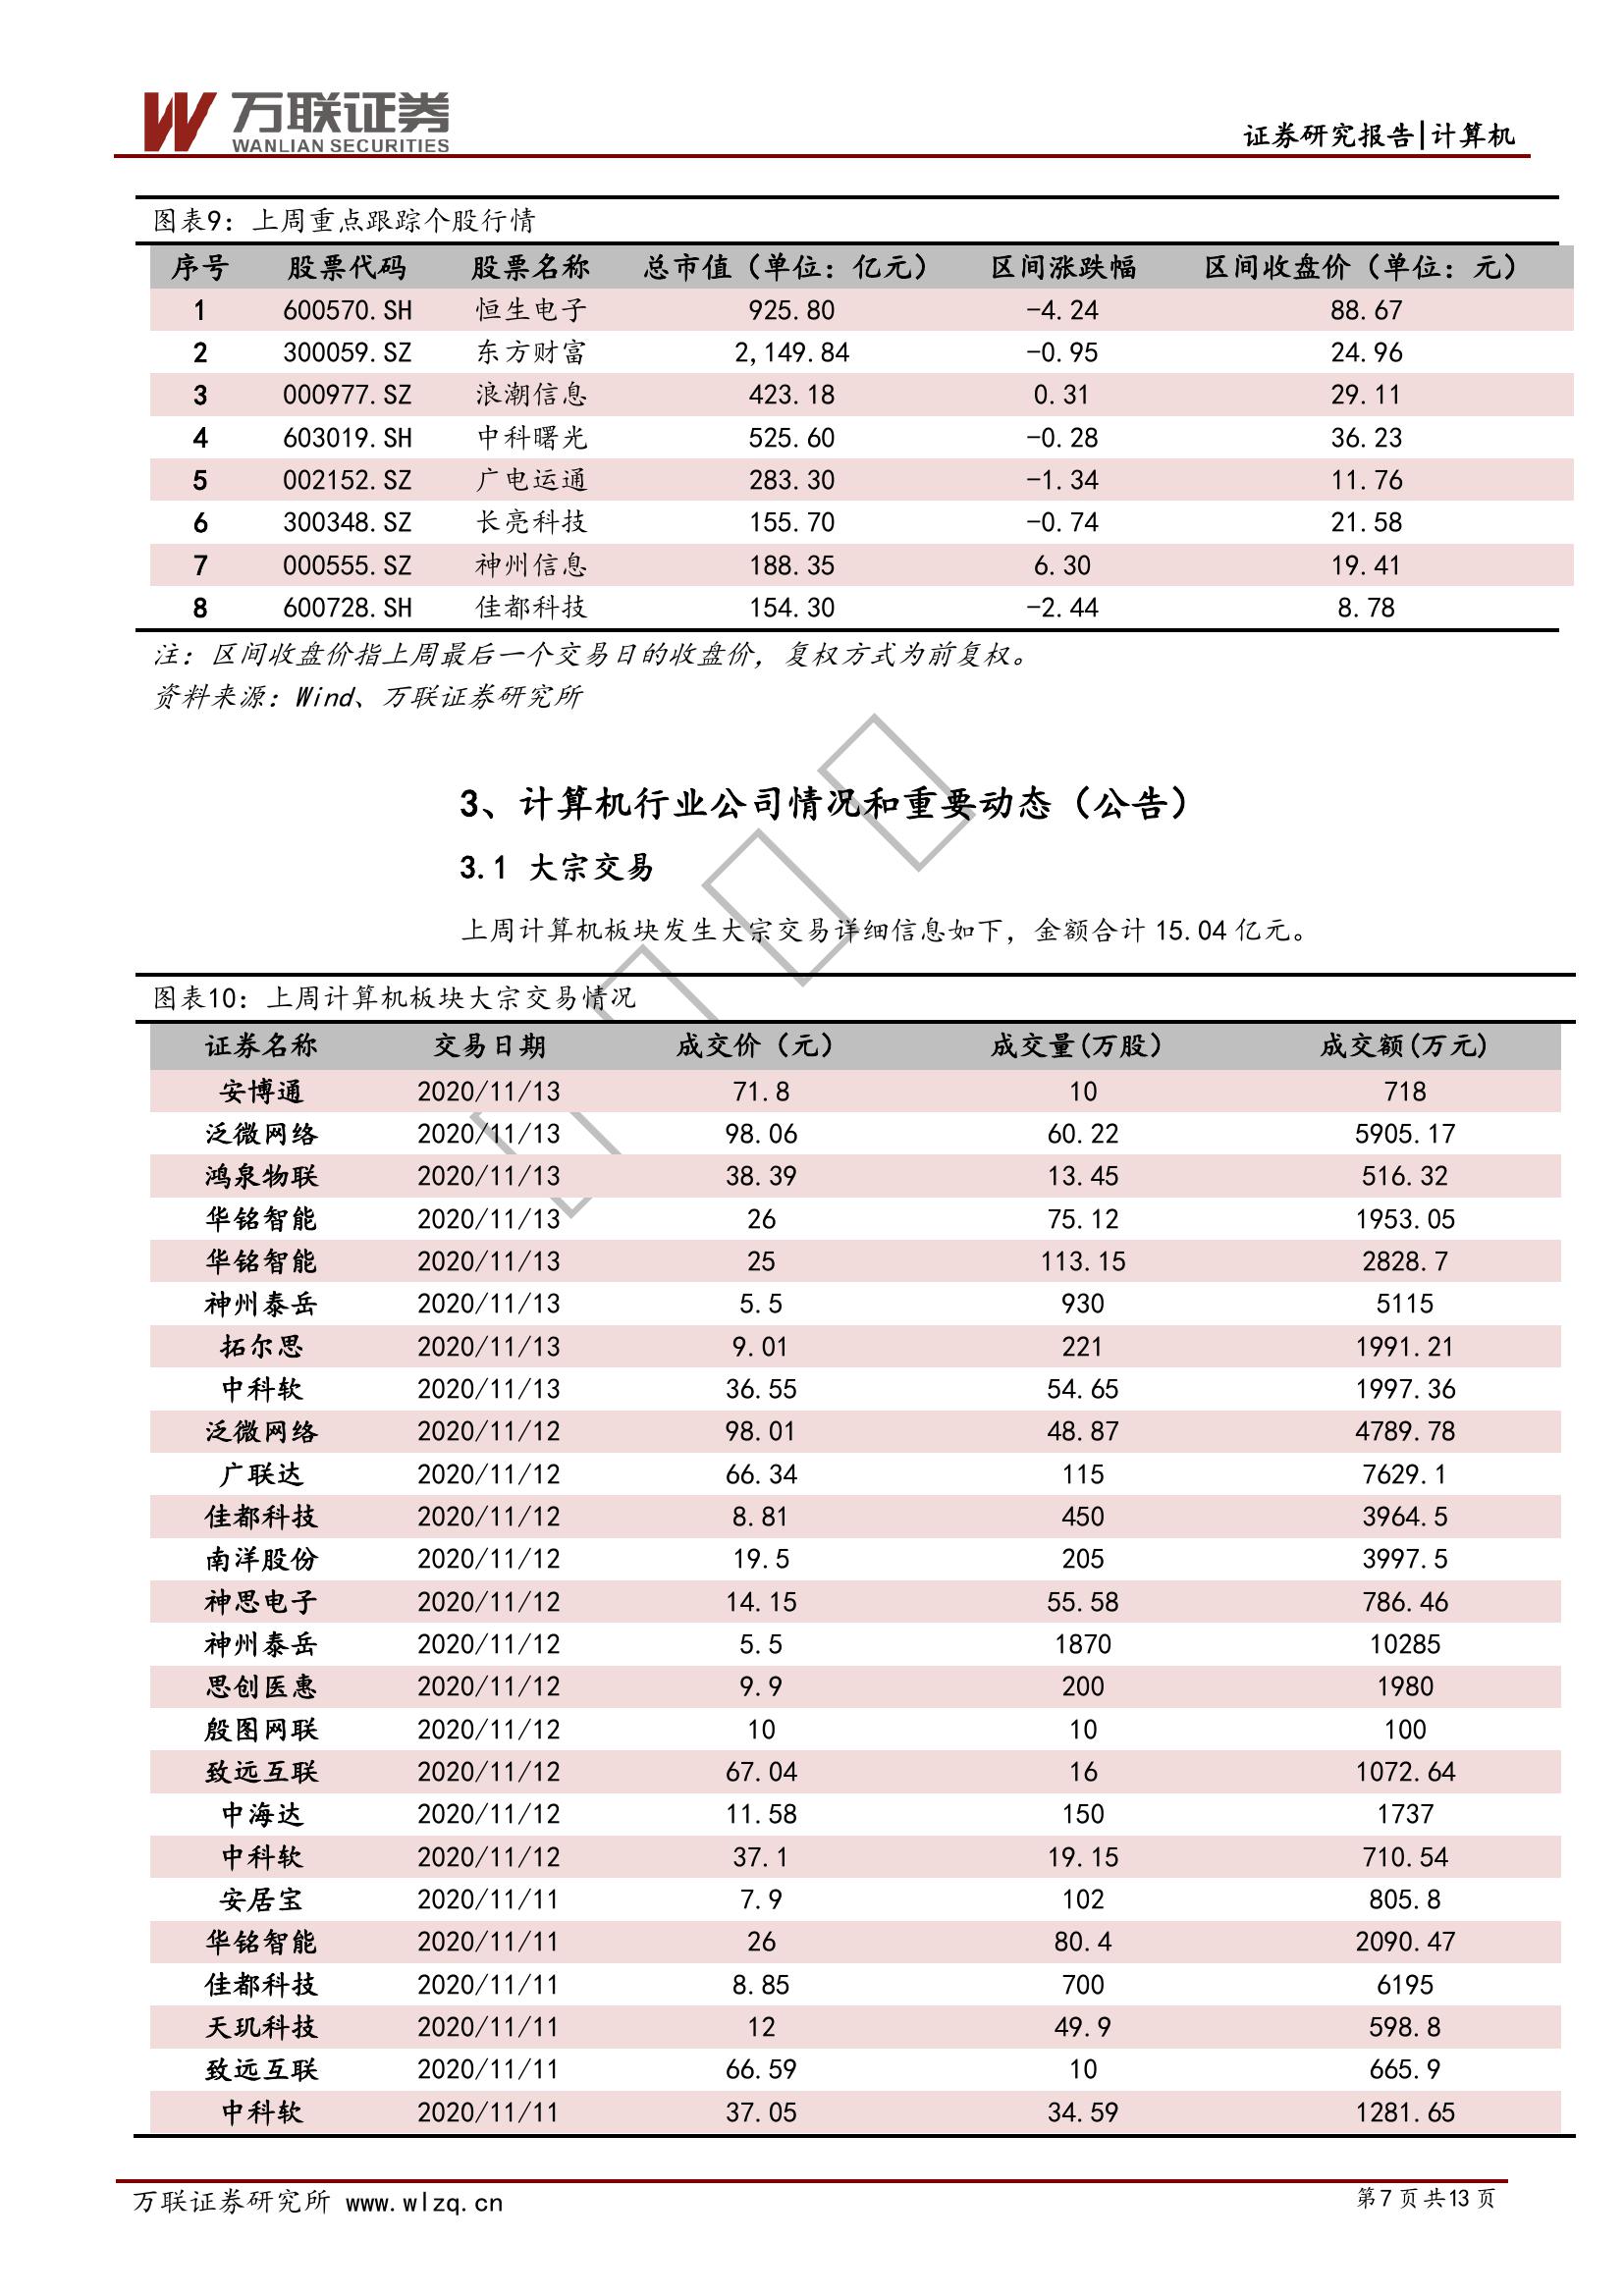 万联证券
WANLIAN SECURITIES
证券研究报告|计算机
图表9：上周重点跟踪个股行情
序号 股票代码 股票名称 总市值（单位：亿元） 区间涨跌幅 区间收盘价（单位：元）
1 600570.SH 恒生电子 925.80 -4.24 88.67
2 300059.SZ 东方财富 2,149.84 -0.95 24.96
3 000977.SZ 浪潮信息 423.18 0.31 29.11
4 603019.SH 中科曙光 525.60 -0.28 36.23
5 002152.SZ 广电运通 283.30 -1.34 11.76
6 300348.SZ 长亮科技 155.70 -0.74 21.58
7 000555.SZ 神州信息 188.35 6.30 19.41
8 600728.SH 佳都科技 154.30 -2.44 8.78
注：区间收盘价指上周最后一个交易日的收盘价，复权方式为前复权。
资料来源：Wind、万联证券研究所
3、计算机行业公司情况和重要动态（公告）
3.1 大宗交易
上周计算机板块发生大宗交易详细信息如下，金额合计 15.04 亿元。
图表10：上周计算机板块大宗交易情况
证券名称 交易日期 成交价（元） 成交量(万股） 成交额(万元)
安博通 2020/11/13 71.8 10 718
泛微网络 2020/11/13 98.06 60.22 5905.17
鸿泉物联 2020/11/13 38.39 13.45 516.32
华铭智能 2020/11/13 26 75.12 1953.05
华铭智能 2020/11/13 25 113.15 2828.7
神州泰岳 2020/11/13 5.5 930 5115
拓尔思 2020/11/13 9.01 221 1991.21
中科软 2020/11/13 36.55 54.65 1997.36
泛微网络 2020/11/12 98.01 48.87 4789.78
广联达 2020/11/12 66.34 115 7629.1
佳都科技 2020/11/12 8.81 450 3964.5
南洋股份 2020/11/12 19.5 205 3997.5
神思电子 2020/11/12 14.15 55.58 786.46
神州泰岳 2020/11/12 5.5 1870 10285
思创医惠 2020/11/12 9.9 200 1980
殷图网联 2020/11/12 10 10 100
致远互联 2020/11/12 67.04 16 1072.64
中海达 2020/11/12 11.58 150 1737
中科软 2020/11/12 37.1 19.15 710.54
安居宝 2020/11/11 7.9 102 805.8
华铭智能 2020/11/11 26 80.4 2090.47
佳都科技 2020/11/11 8.85 700 6195
天玑科技 2020/11/11 12 49.9 598.8
致远互联 2020/11/11 66.59 10 665.9
中科软 2020/11/11 37.05 34.59 1281.65
万联证券研究所 www.wlzq.cn
第 7 页 共 13 页